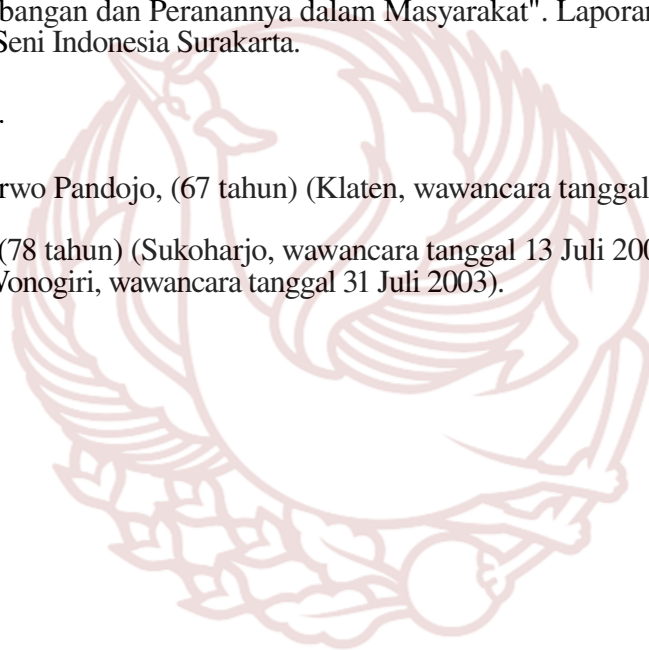 bangan dan Peranannya dalam Masyarakat". Laporan
Seni Indonesia Surakarta.
.
rwo Pandojo, (67 tahun) (Klaten, wawancara tanggal
(78 tahun) (Sukoharjo, wawancara tanggal 13 Juli 200
Wonogiri, wawancara tanggal 31 Juli 2003).